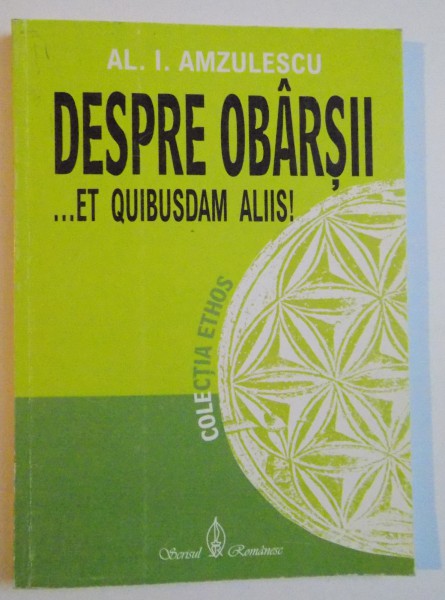 AL. I. AMZULESCU
DESPRE OBÂRȘII
...ET QUIBUSDAM ALIIS!
COLECȚIA ETHOS
Scrisul Românesc